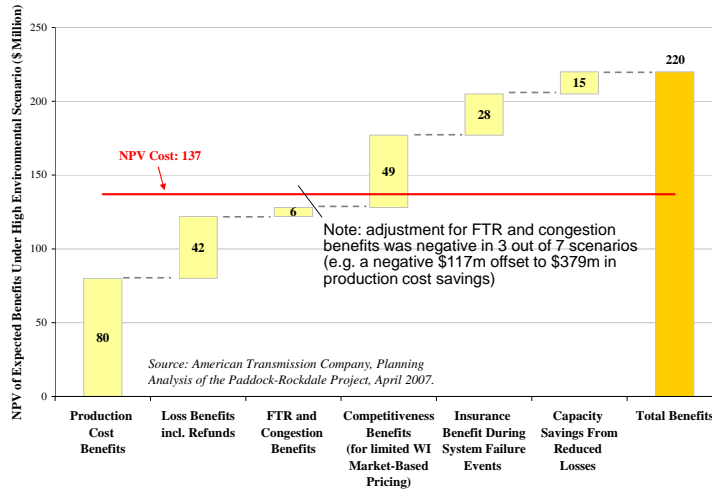 NPV of Expected Benefits Under High Environmental Scenario ($ Million)
250
200
150
100
50
0
NPV Cost: 137
80
42
6
49
28
15
220
Note: adjustment for FTR and congestion
benefits was negative in 3 out of 7 scenarios
(e.g. a negative $117m offset to $379m in
production cost savings)
Source: American Transmission Company, Planning
Analysis of the Paddock-Rockdale Project, April 2007.
Production
Cost
Benefits
Loss Benefits
incl. Refunds
FTR and
Congestion
Benefits
Competitiveness
Benefits
(for limited WI
Market-Based
Pricing)
Insurance
Benefit During
System Failure
Events
Capacity
Savings From
Reduced
Losses
Total Benefits